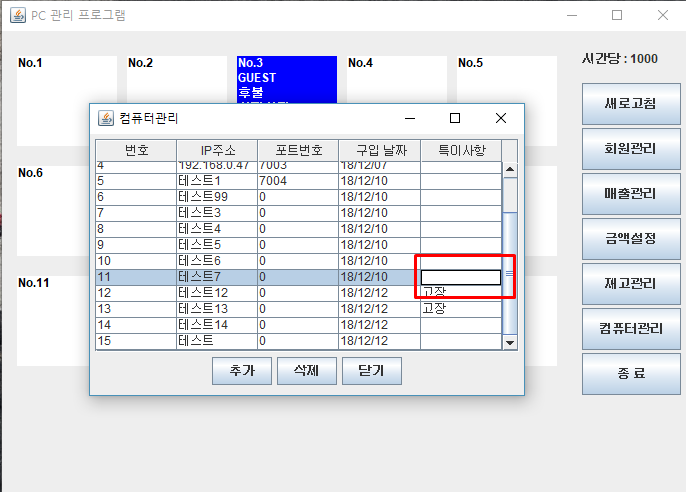 PC 관리 프로그램
시간당 : 1000
No.1
No.2
No.3
GUEST
후불
No.4
No.5
No.6
No.11
새로고침
회원관리
매출관리
금액설정
재고관리
컴퓨터관리
종 료
컴퓨터관리
번호 IP주소 포트번호 구입 날짜 특이사항
4 192.168.0.47 7003 18/12/07
5 테스트1 7004 18/12/10
6 테스트99 0 18/12/10
7 테스트3 0 18/12/10
8 테스트4 0 18/12/10
9 테스트5 0 18/12/10
10 테스트6 0 18/12/10
11 테스트7 0 18/12/10
12 테스트12 0 18/12/12 고장
13 테스트13 0 18/12/12 고장
14 테스트14 0 18/12/12
15 테스트 0 18/12/12
추가 삭제 닫기